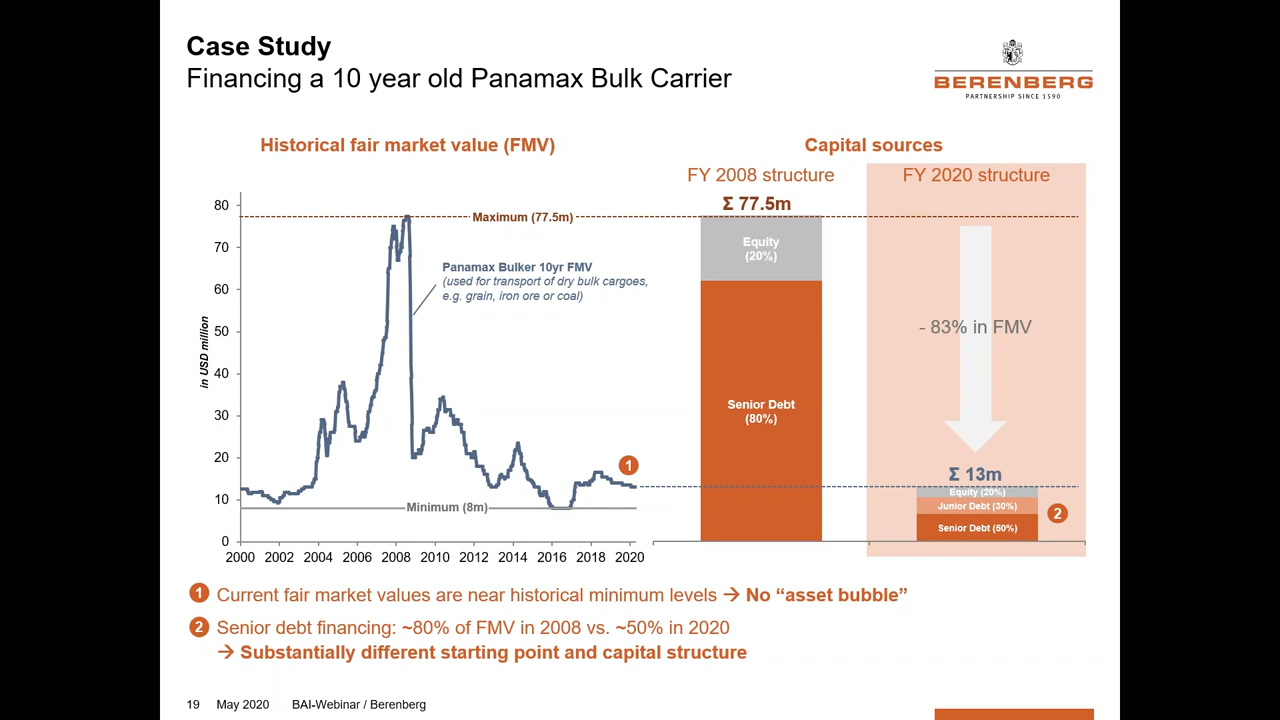 Case Study
Financing a 10 year old Panamax Bulk Carrier
BERENBERG
PARTNERSHIP SINCE 1590
Historical fair market value (FMV)
Capital sources
FY 2008 structure
FY 2020 structure
Σ 77.5m
80
70
60
50
40
30
20
10
0
in USD million
Maximum (77.5m)
Panamax Bulker 10yr FMV
(used for transport of dry bulk cargoes,
e.g. grain, iron ore or coal)
1
Minimum (8m)
2000 2002 2004 2006 2008 2010 2012 2014 2016 2018 2020
Equity
(20%)
Senior Debt
(80%)
- 83% in FMV
Σ 13m
Equity (20%)
Junior Debt (30%)
Senior Debt (50%)
2
1 Current fair market values are near historical minimum levels → No “asset bubble”
2 Senior debt financing: ~80% of FMV in 2008 vs. ~50% in 2020
→ Substantially different starting point and capital structure
19 May 2020 BAI-Webinar / Berenberg